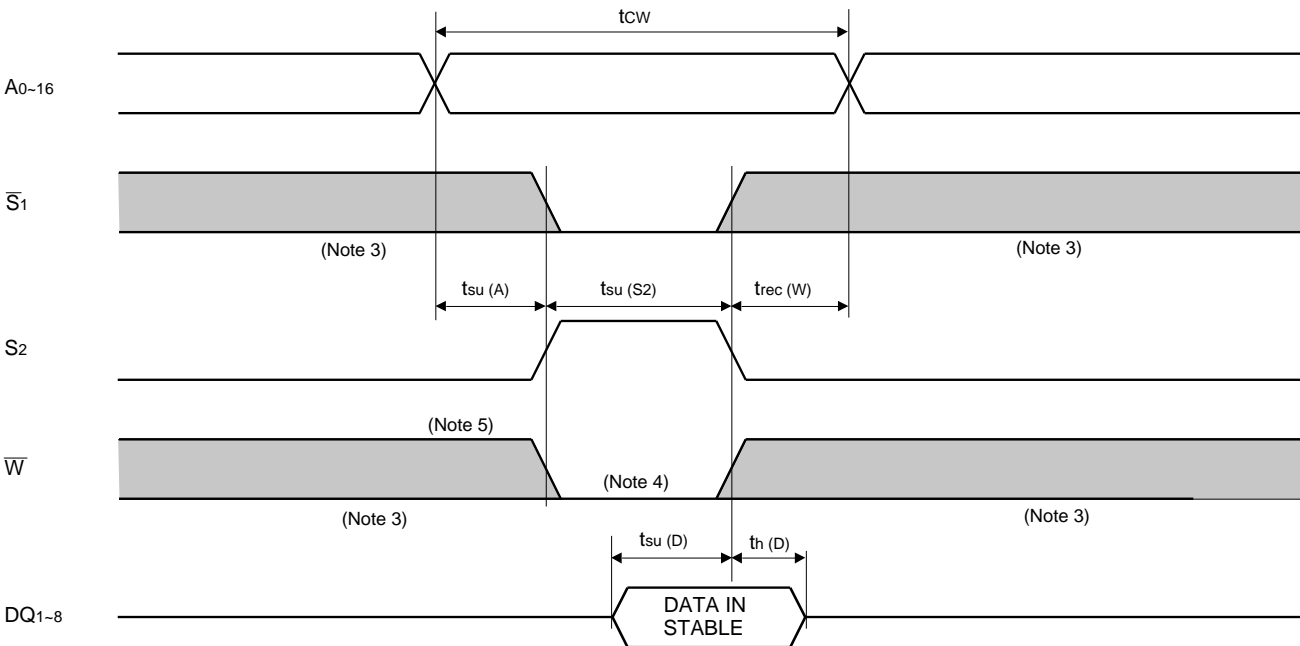 tCW
A0~16
S̅1
(Note 3) (Note 3)
tsu (A) tsu (S2) trec (W)
S2
(Note 5)
W̅
(Note 4)
(Note 3) (Note 3)
tsu (D) th (D)
DQ1~8
DATA IN
STABLE